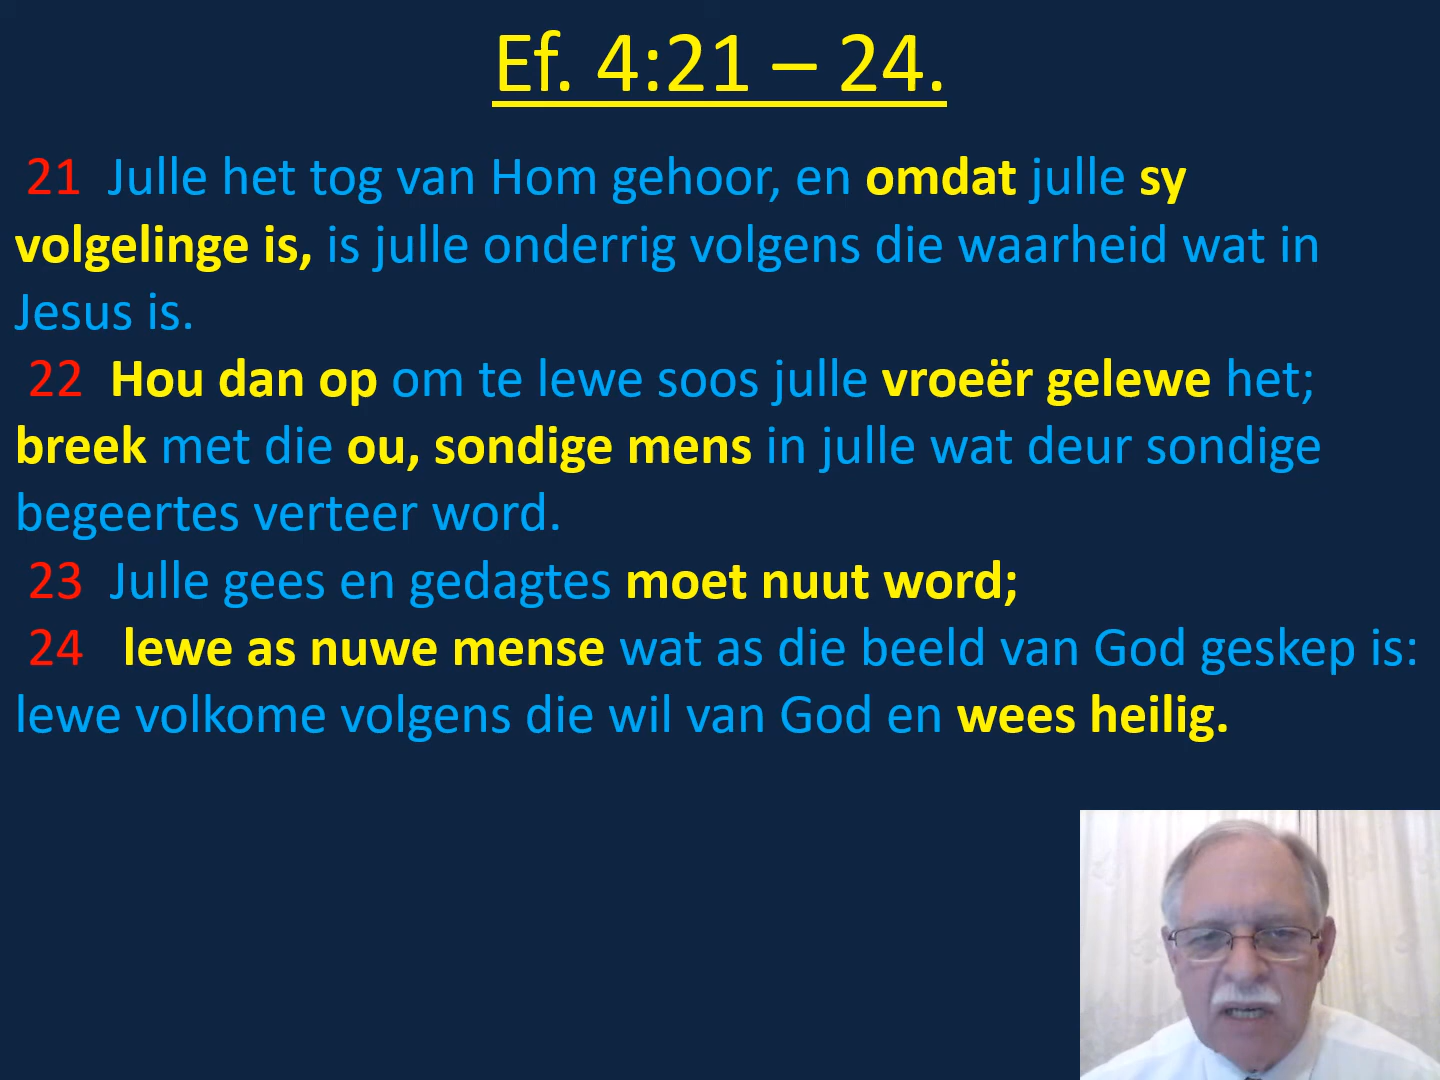 Ef. 4:21 – 24.
21 Julle het tog van Hom gehoor, en omdat julle sy
volgelinge is, is julle onderrig volgens die waarheid wat in
Jesus is.
22 Hou dan op om te lewe soos julle vroeër gelewe het;
breek met die ou, sondige mens in julle wat deur sondige
begeertes verteer word.
23 Julle gees en gedagtes moet nuut word;
24 lewe as nuwe mense wat as die beeld van God geskep is:
lewe volkome volgens die wil van God en wees heilig.